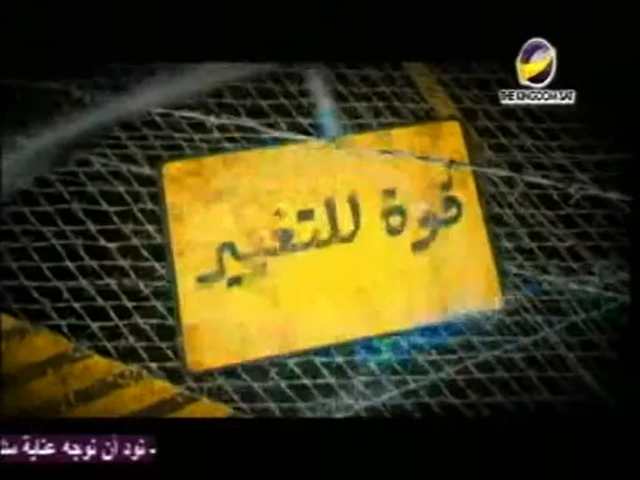 THE KINGDOM SAT
قوة للتغيير
- نود أن نوجه عناية